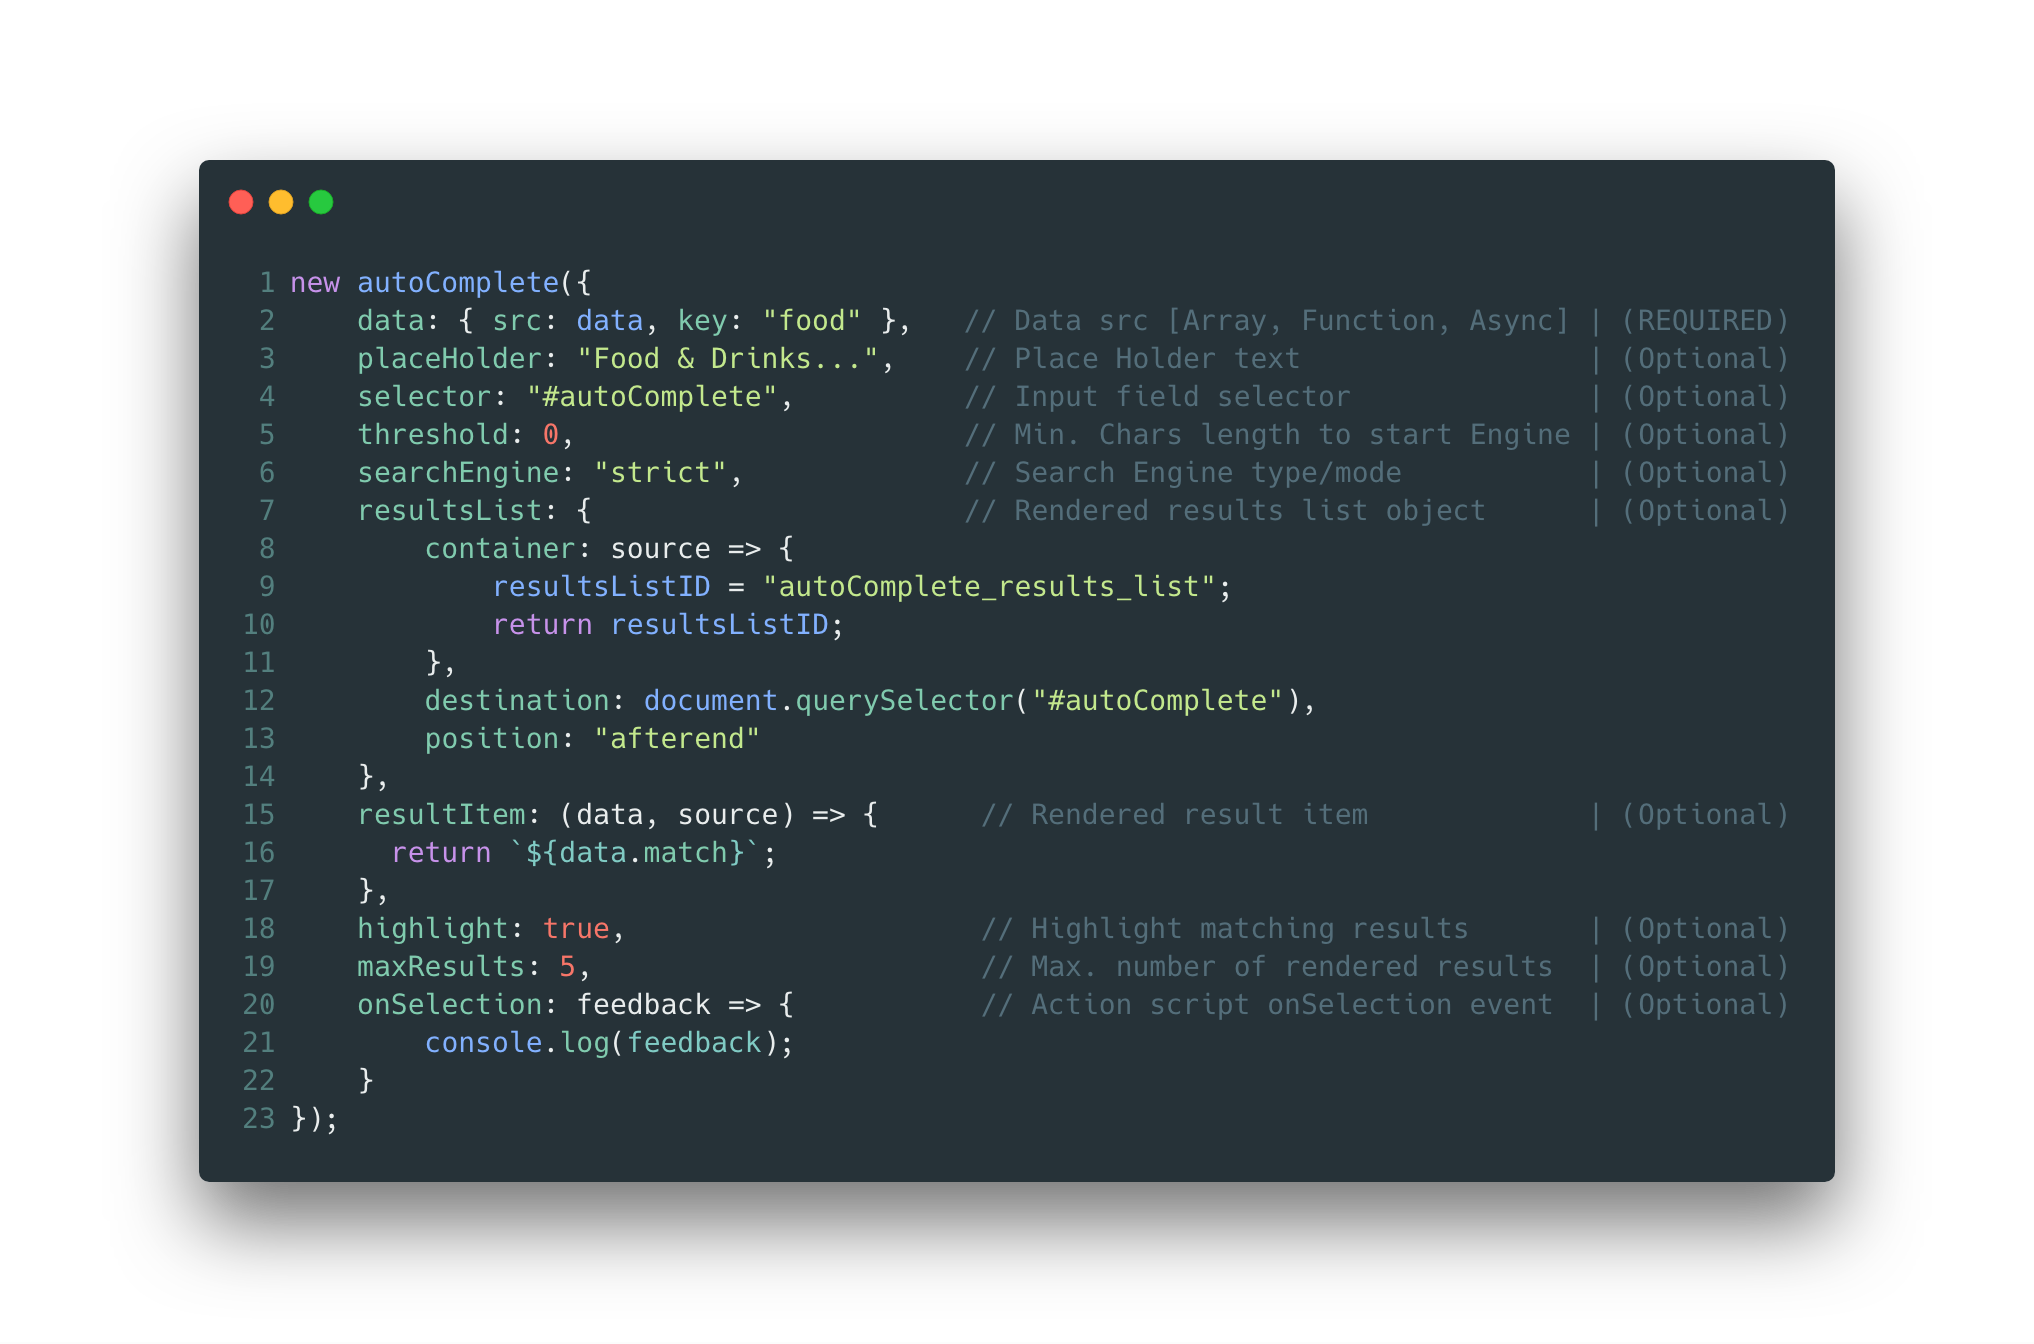 1 new autoComplete({
2     data: { src: data, key: "food" },   // Data src [Array, Function, Async] | (REQUIRED)
3     placeHolder: "Food & Drinks...",    // Place Holder text                 | (Optional)
4     selector: "#autoComplete",          // Input field selector              | (Optional)
5     threshold: 0,                       // Min. Chars length to start Engine | (Optional)
6     searchEngine: "strict",             // Search Engine type/mode           | (Optional)
7     resultsList: {                      // Rendered results list object      | (Optional)
8         container: source => {
9             resultsListID = "autoComplete_results_list";
10             return resultsListID;
11         },
12         destination: document.querySelector("#autoComplete"),
13         position: "afterend"
14     },
15     resultItem: (data, source) => {      // Rendered result item             | (Optional)
16       return `${data.match}`;
17     },
18     highlight: true,                     // Highlight matching results       | (Optional)
19     maxResults: 5,                       // Max. number of rendered results  | (Optional)
20     onSelection: feedback => {           // Action script onSelection event  | (Optional)
21         console.log(feedback);
22     }
23 });